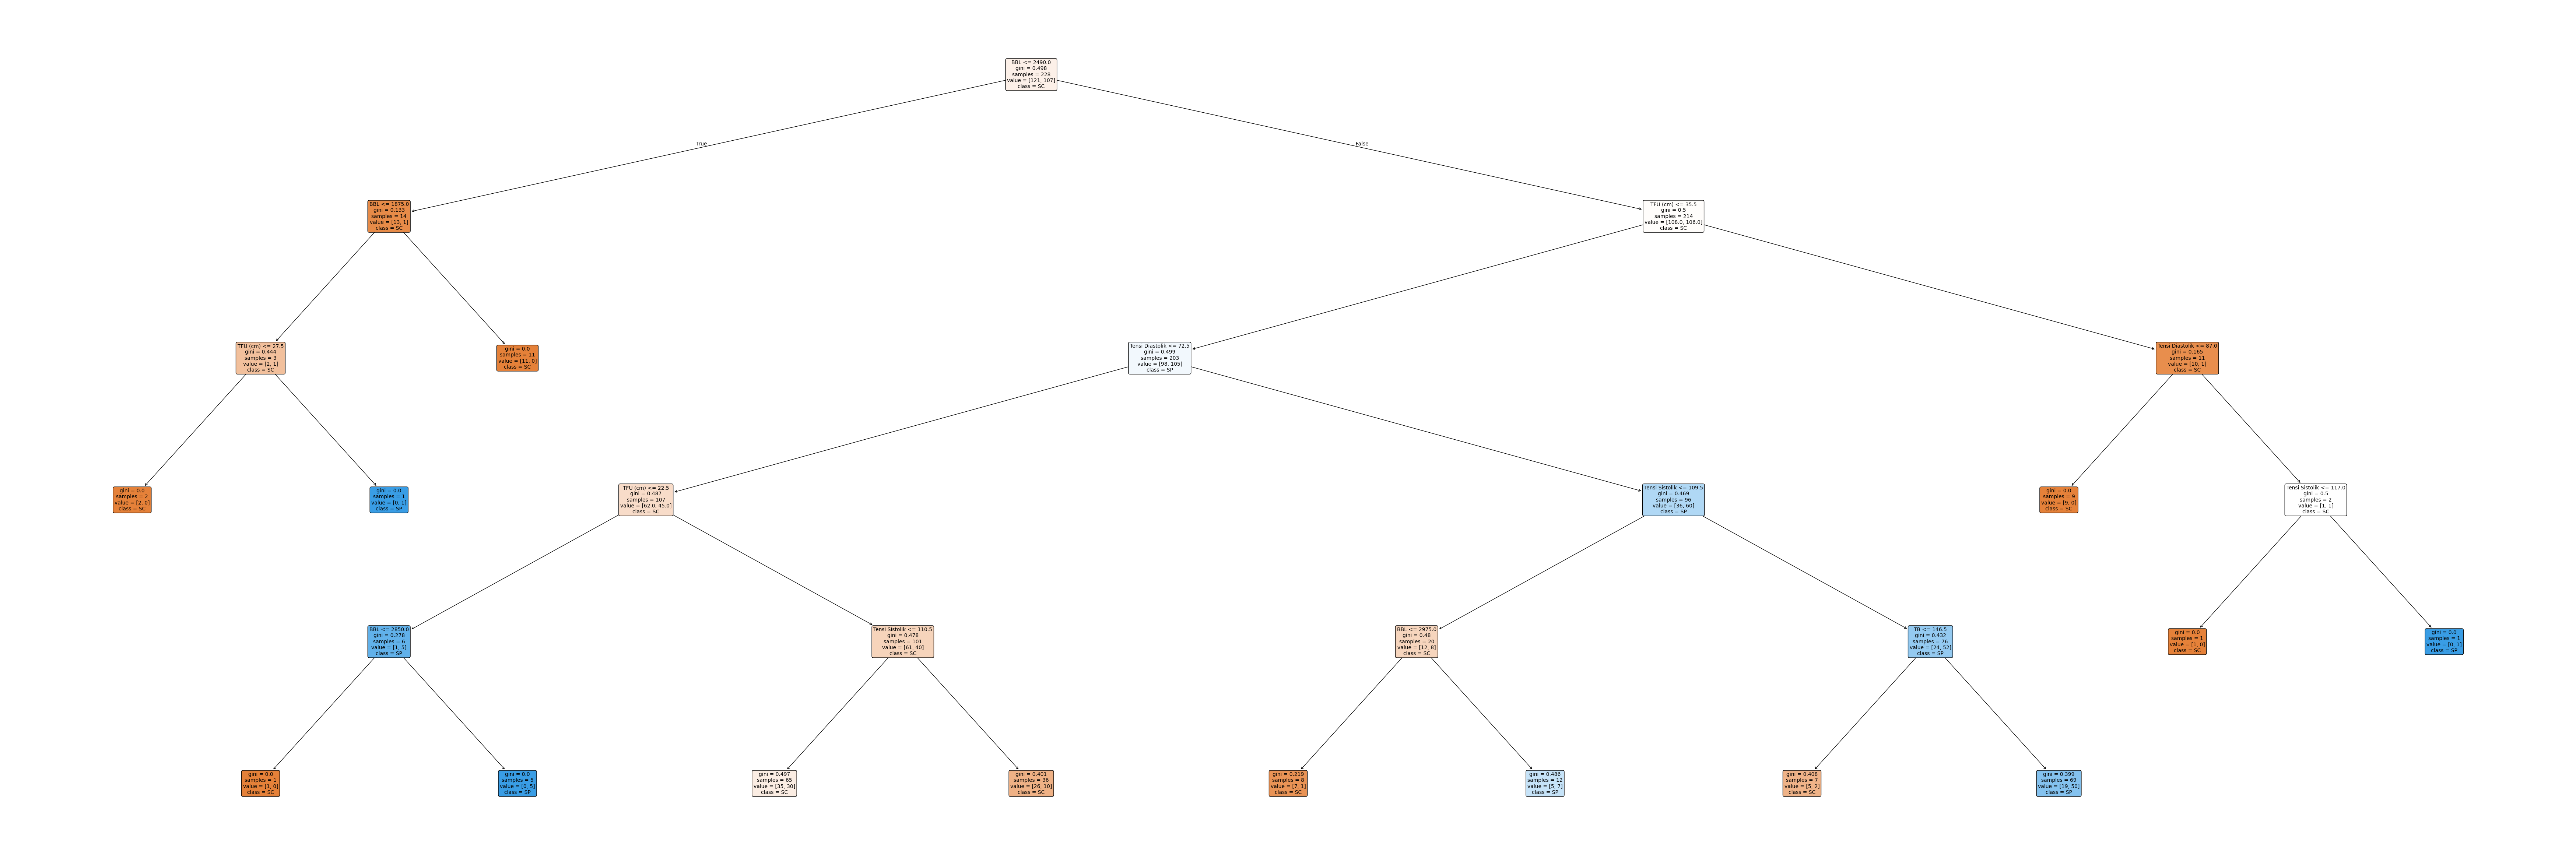 BBL <= 2490.0
gini = 0.498
samples = 228
value = [121, 107]
class = SC
True
False
BBL <= 1875.0
gini = 0.133
samples = 14
value = [13, 1]
class = SC
TFU (cm) <= 35.5
gini = 0.5
samples = 214
value = [108.0, 106.0]
class = SC
TFU (cm) <= 27.5
gini = 0.444
samples = 3
value = [2, 1]
class = SC
gini = 0.0
samples = 11
value = [11, 0]
class = SC
Tensi Diastolik <= 72.5
gini = 0.499
samples = 203
value = [98, 105]
class = SP
Tensi Diastolik <= 87.0
gini = 0.165
samples = 11
value = [10, 1]
class = SC
gini = 0.0
samples = 2
value = [2, 0]
class = SC
gini = 0.0
samples = 1
value = [0, 1]
class = SP
TFU (cm) <= 22.5
gini = 0.487
samples = 107
value = [62.0, 45.0]
class = SC
Tensi Sistolik <= 109.5
gini = 0.469
samples = 96
value = [36, 60]
class = SP
gini = 0.0
samples = 9
value = [9, 0]
class = SC
Tensi Sistolik <= 117.0
gini = 0.5
samples = 2
value = [1, 1]
class = SC
BBL <= 2850.0
gini = 0.278
samples = 6
value = [1, 5]
class = SP
Tensi Sistolik <= 110.5
gini = 0.478
samples = 101
value = [61, 40]
class = SC
BBL <= 2975.0
gini = 0.48
samples = 20
value = [12, 8]
class = SC
TB <= 146.5
gini = 0.432
samples = 76
value = [24, 52]
class = SP
gini = 0.0
samples = 1
value = [1, 0]
class = SC
gini = 0.0
samples = 1
value = [0, 1]
class = SP
gini = 0.0
samples = 1
value = [1, 0]
class = SC
gini = 0.0
samples = 5
value = [0, 5]
class = SP
gini = 0.497
samples = 65
value = [35, 30]
class = SC
gini = 0.401
samples = 36
value = [26, 10]
class = SC
gini = 0.219
samples = 8
value = [7, 1]
class = SC
gini = 0.486
samples = 12
value = [5, 7]
class = SP
gini = 0.408
samples = 7
value = [5, 2]
class = SC
gini = 0.399
samples = 69
value = [19, 50]
class = SP